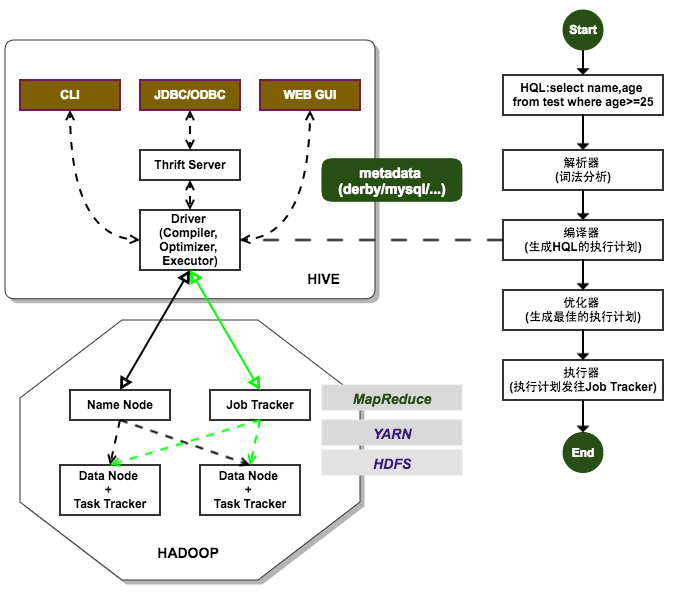 CLI
JDBC/ODBC
WEB GUI
Thrift Server
Driver
(Compiler,
Optimizer,
Executor)
HIVE
metadata
(derby/mysql/...)
Name Node
Job Tracker
Data Node
+
Task Tracker
Data Node
+
Task Tracker
HADOOP
MapReduce
YARN
HDFS
Start
HQL:select name,age
from test where age>=25
解析器
(词法分析)
编译器
(生成HQL的执行计划)
优化器
(生成最佳的执行计划)
执行器
(执行计划发往Job Tracker)
End